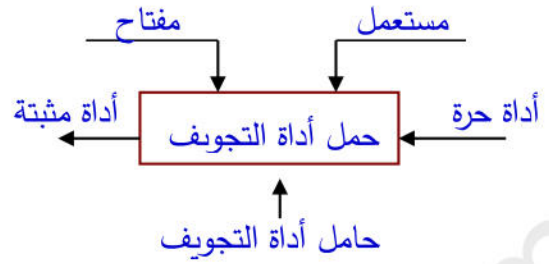 مستعمل
مفتاح
أداة حرة
حمل أداة التجويف
أداة مثبتة
حامل أداة التجويف